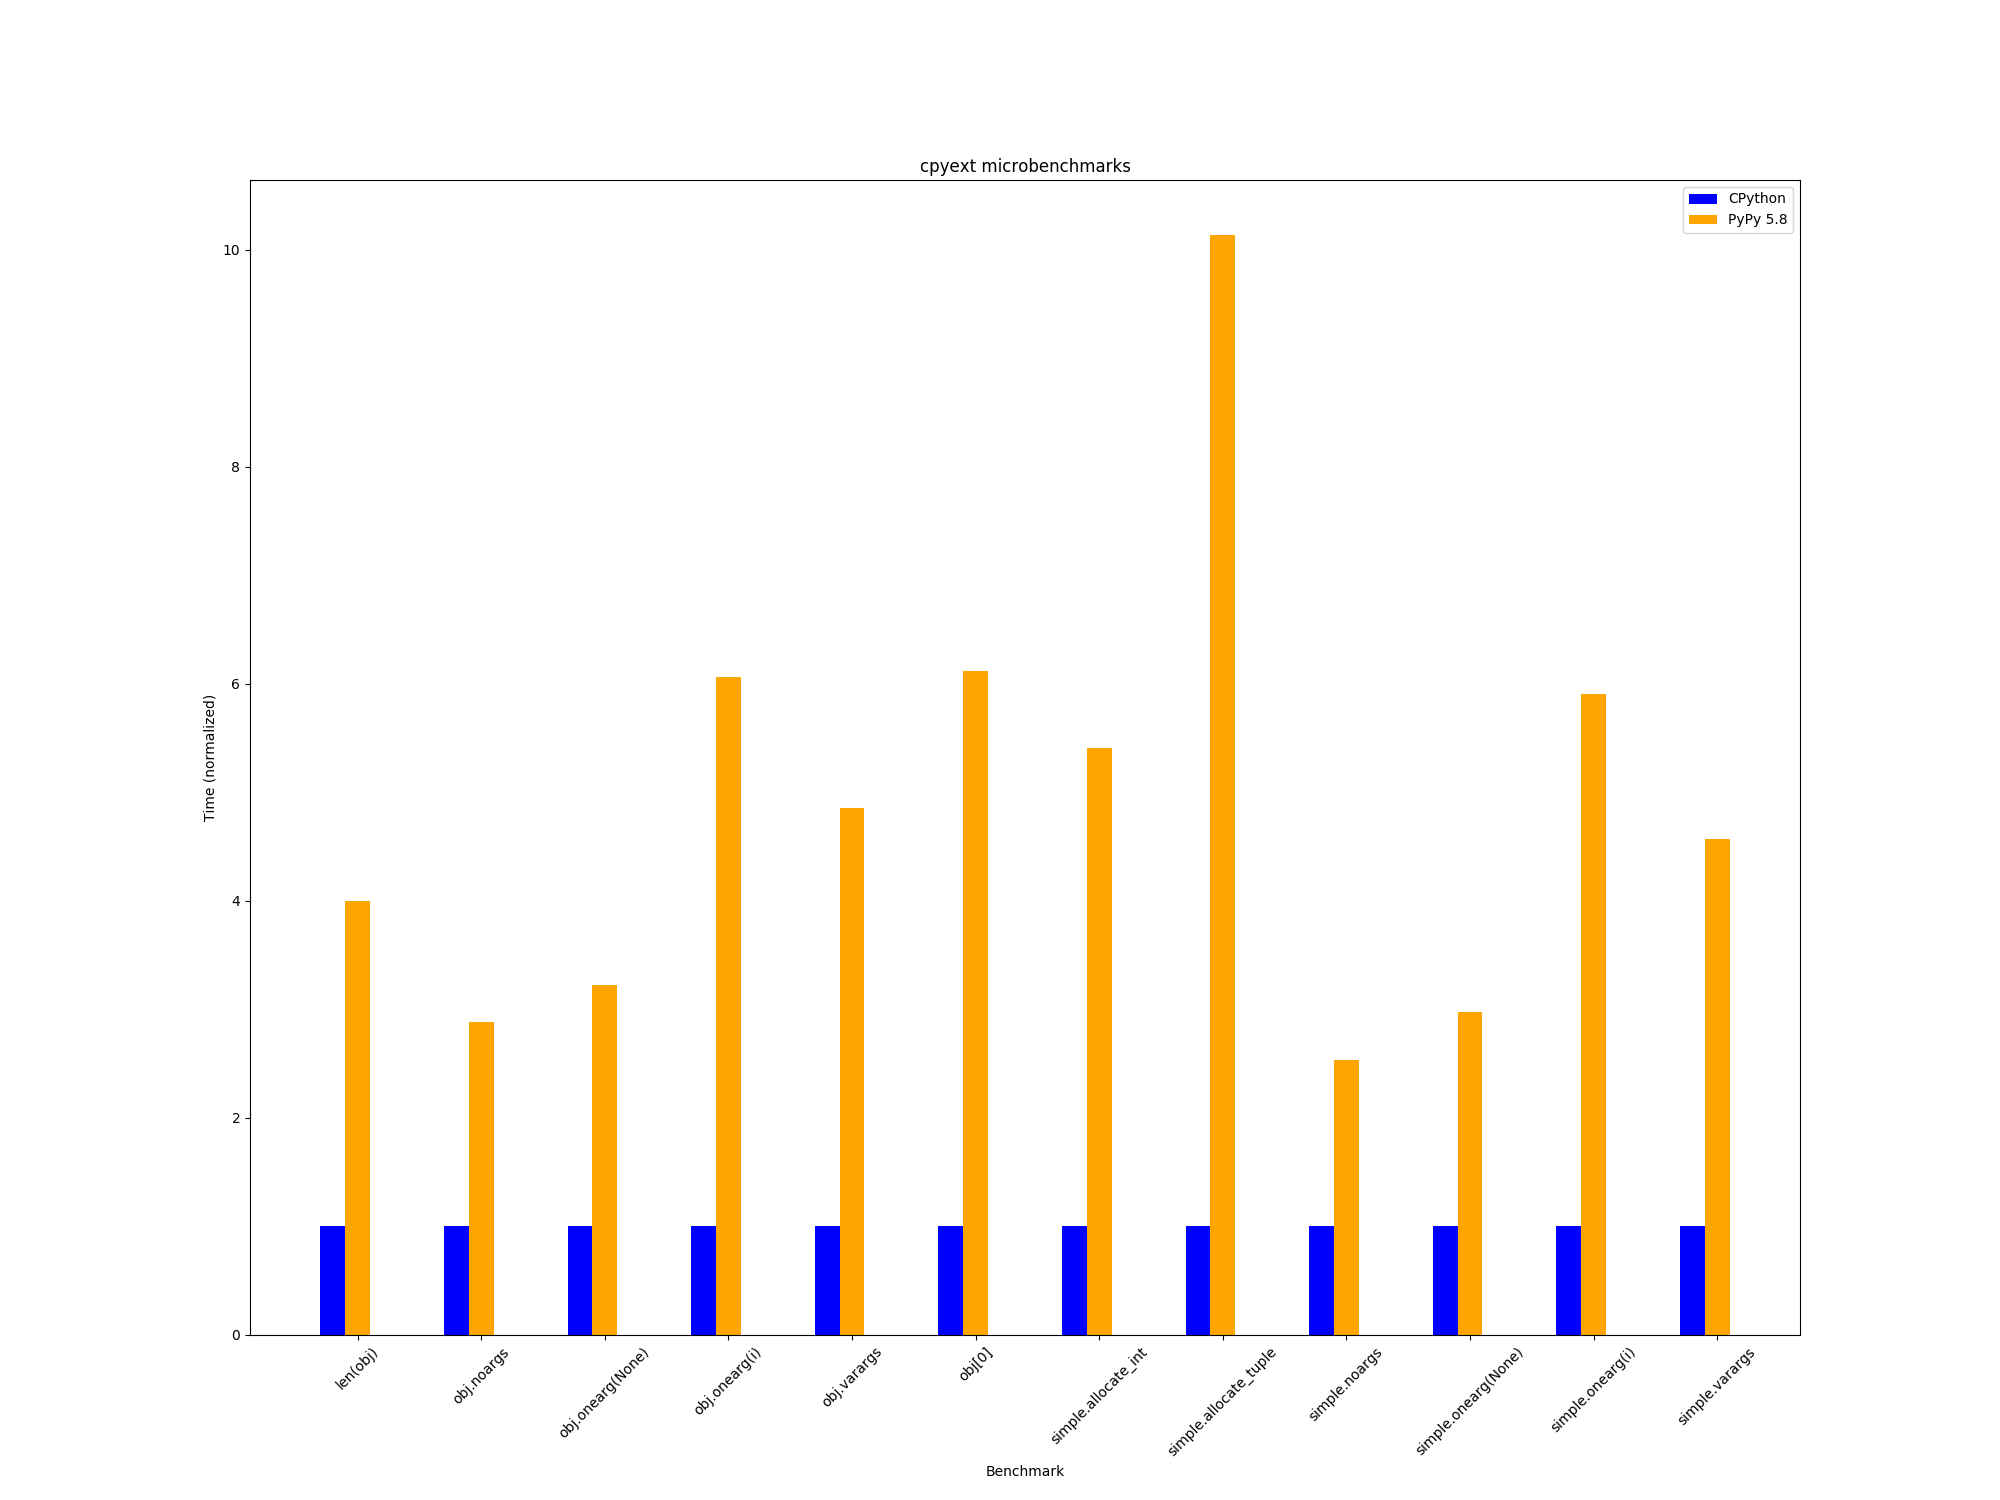 cpyext microbenchmarks
CPython
PyPy 5.8
10
8
6
4
2
0
Time (normalized)
len(obj)
obj.noargs
obj.onearg(None)
obj.onearg(i)
obj.varargs
obj[0]
simple.allocate_int
simple.allocate_tuple
simple.noargs
simple.onearg(None)
simple.onearg(i)
simple.varargs
Benchmark